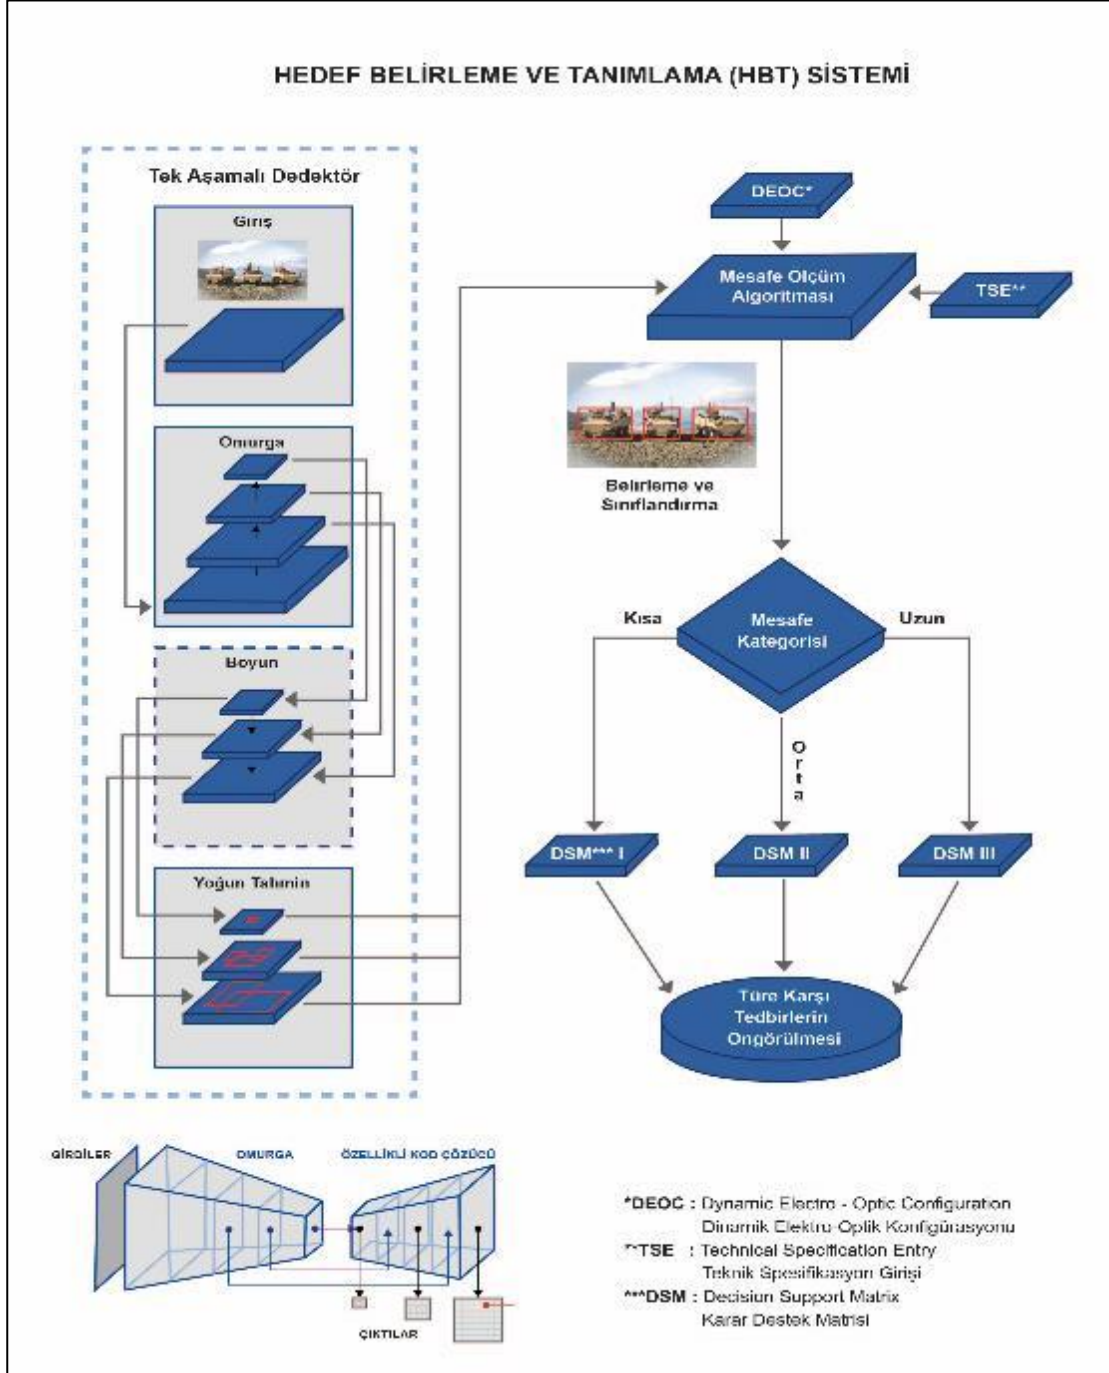 HEDEF BELİRLEME VE TANIMLAMA (HBT) SİSTEMİ
Tek Aşamalı Dedektör
Giriş
Omurga
Boyun
Yoğun Tahmin
DEOC*
Mesafe Ölçüm
Algoritması
TSE**
Belirleme ve
Sınıflandırma
Mesafe
Kategorisi
Kısa
Uzun
Orta
DSM*** I
DSM II
DSM III
Türe Karşı
Tedbirlerin
Öngörülmesi
GİRDİLER
OMURGA
ÖZELLİKLİ KOD ÇÖZÜCÜ
ÇIKTILAR
*DEOC : Dynamic Electro - Optic Configuration
Dinamik Elektro-Optik Konfigürasyonu
**TSE : Technical Specification Entry
Teknik Spesifikasyon Girişi
***DSM : Decision Support Matrix
Karar Destek Matrisi